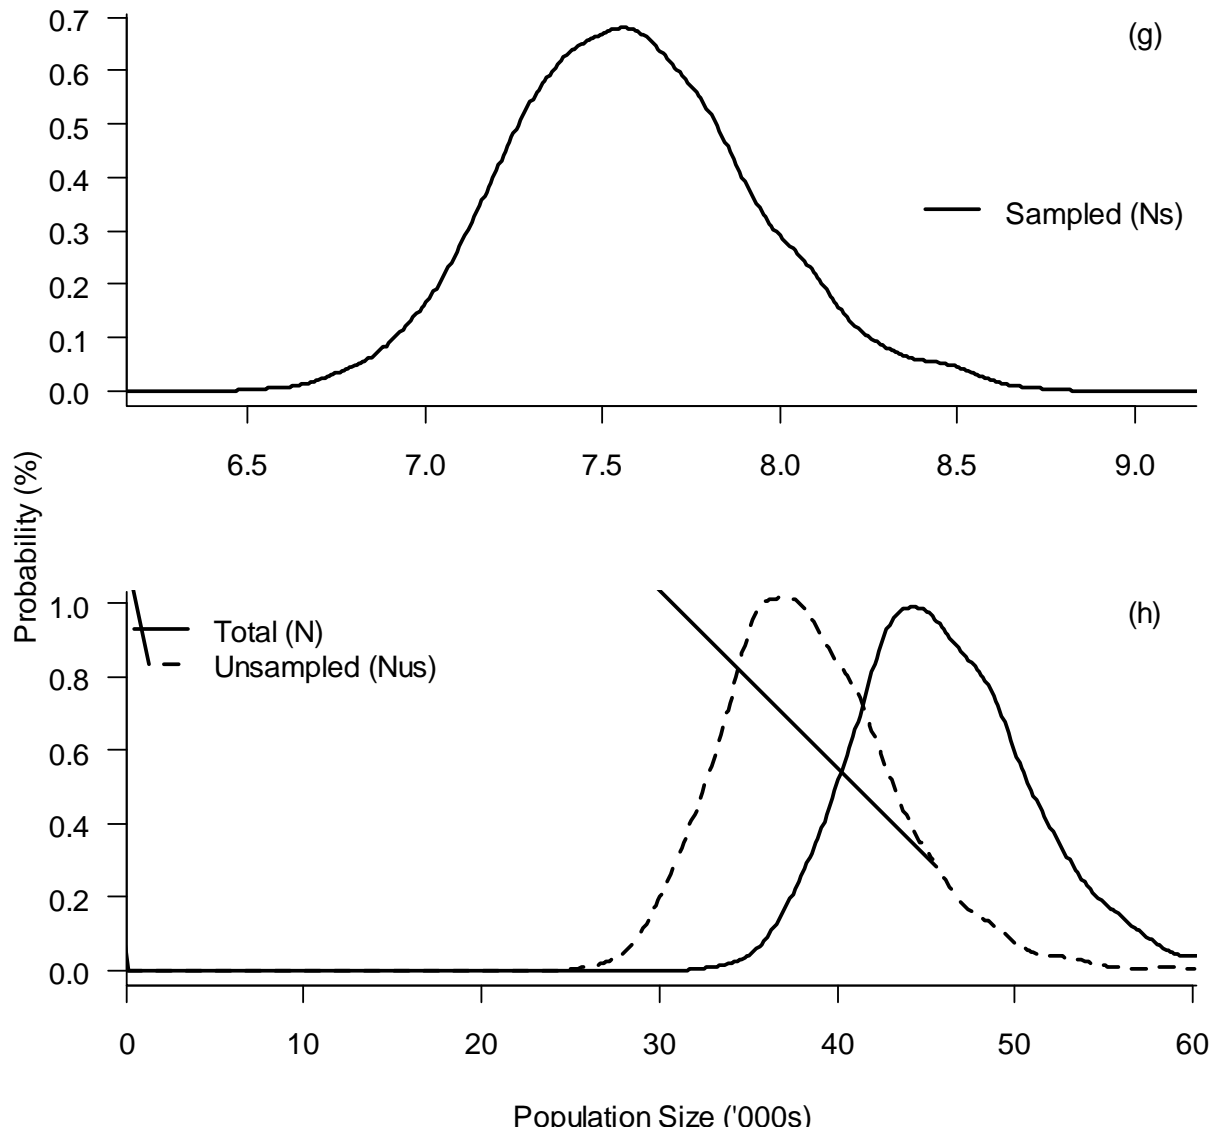 0.7
(g)
0.6
0.5
0.4
Sampled (Ns)
0.3
0.2
0.1
0.0
6.5 7.0 7.5 8.0 8.5 9.0
Probability (%)
1.0
(h)
Total (N)
Unsampled (Nus)
0.8
0.6
0.4
0.2
0.0
0 10 20 30 40 50 60
Population Size ('000s)